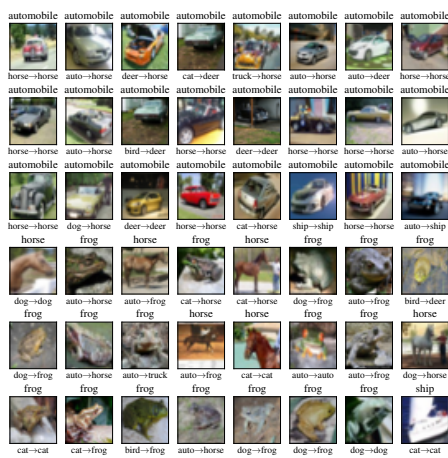 automobile automobile automobile automobile automobile automobile automobile automobile
horse→horse auto→horse deer→horse cat→deer truck→horse auto→horse auto→deer horse→horse
automobile automobile automobile automobile automobile automobile automobile automobile
horse→horse auto→horse bird→deer horse→horse deer→deer horse→horse horse→horse auto→horse
automobile automobile automobile automobile automobile automobile automobile automobile
horse→horse dog→horse deer→deer horse→horse cat→horse ship→ship horse→horse auto→ship
horse frog horse frog horse frog frog frog
dog→dog auto→horse auto→frog cat→horse cat→horse dog→frog auto→frog bird→deer
frog frog frog horse horse frog frog horse
dog→frog auto→horse auto→truck auto→frog cat→cat auto→auto auto→frog dog→horse
frog frog frog frog frog frog frog ship
cat→cat cat→frog bird→frog auto→horse dog→frog dog→frog dog→dog cat→cat